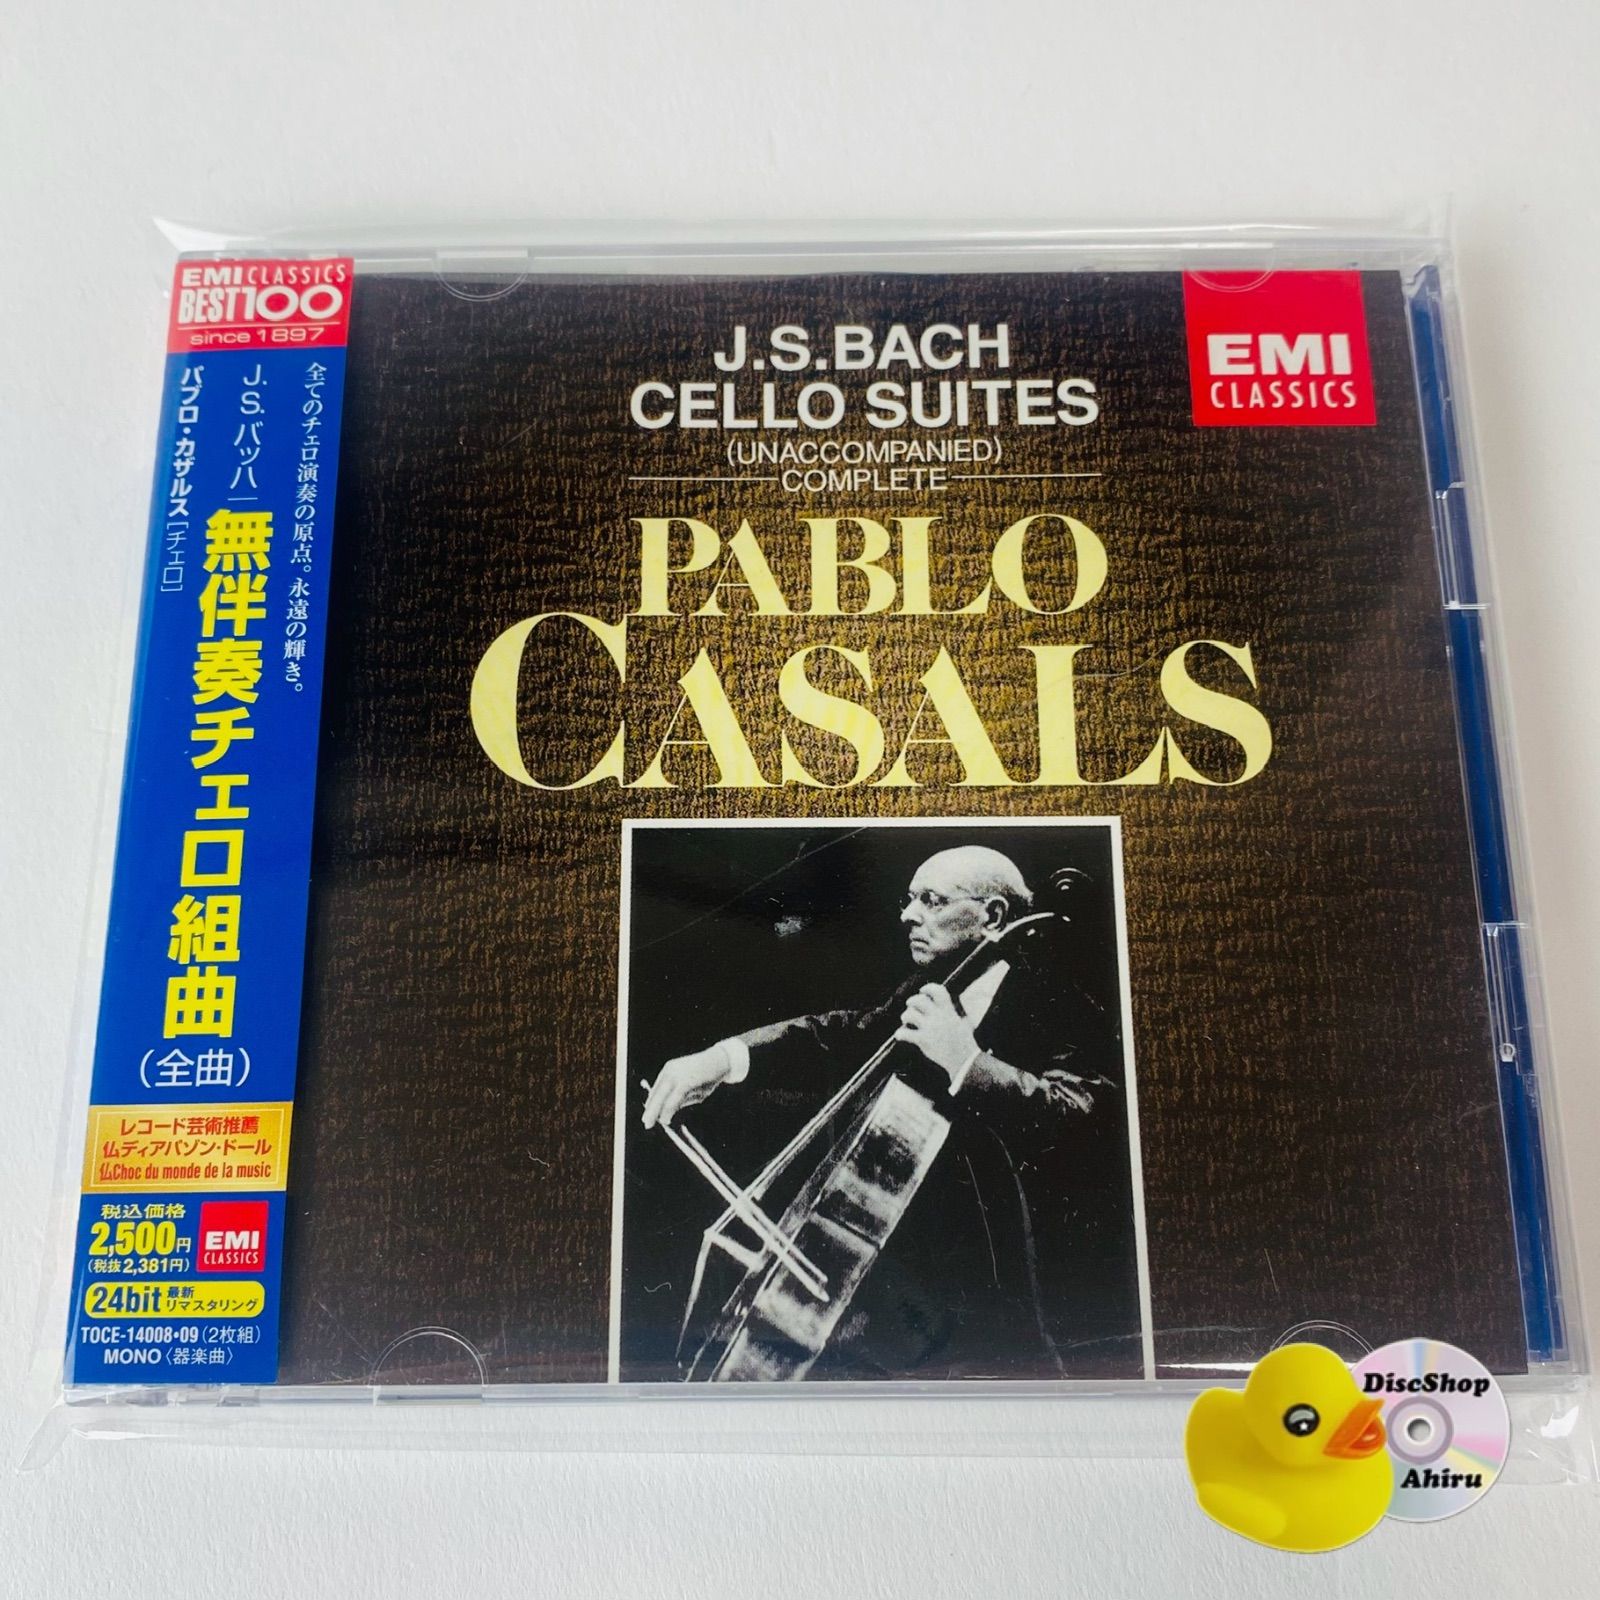 EMI CLASSICS
BEST100
since 1897
全てのチェロ演奏の原点。永遠の輝き。
J.S.バッハ
無伴奏チェロ組曲
(全曲)
パブロ・カザルス[チェロ]
レコード芸術推薦
仏ディアパゾン・ドール
仏Choc du monde de la music
税込価格
2,500円
(税抜2,381円)
EMI
CLASSICS
24bit 最新
リマスタリング
TOCE-14008・09(2枚組)
MONO〈器楽曲〉
J.S.BACH
CELLO SUITES
(UNACCOMPANIED)
COMPLETE
PABLO
CASALS
EMI
CLASSICS
DiscShop
Ahiru